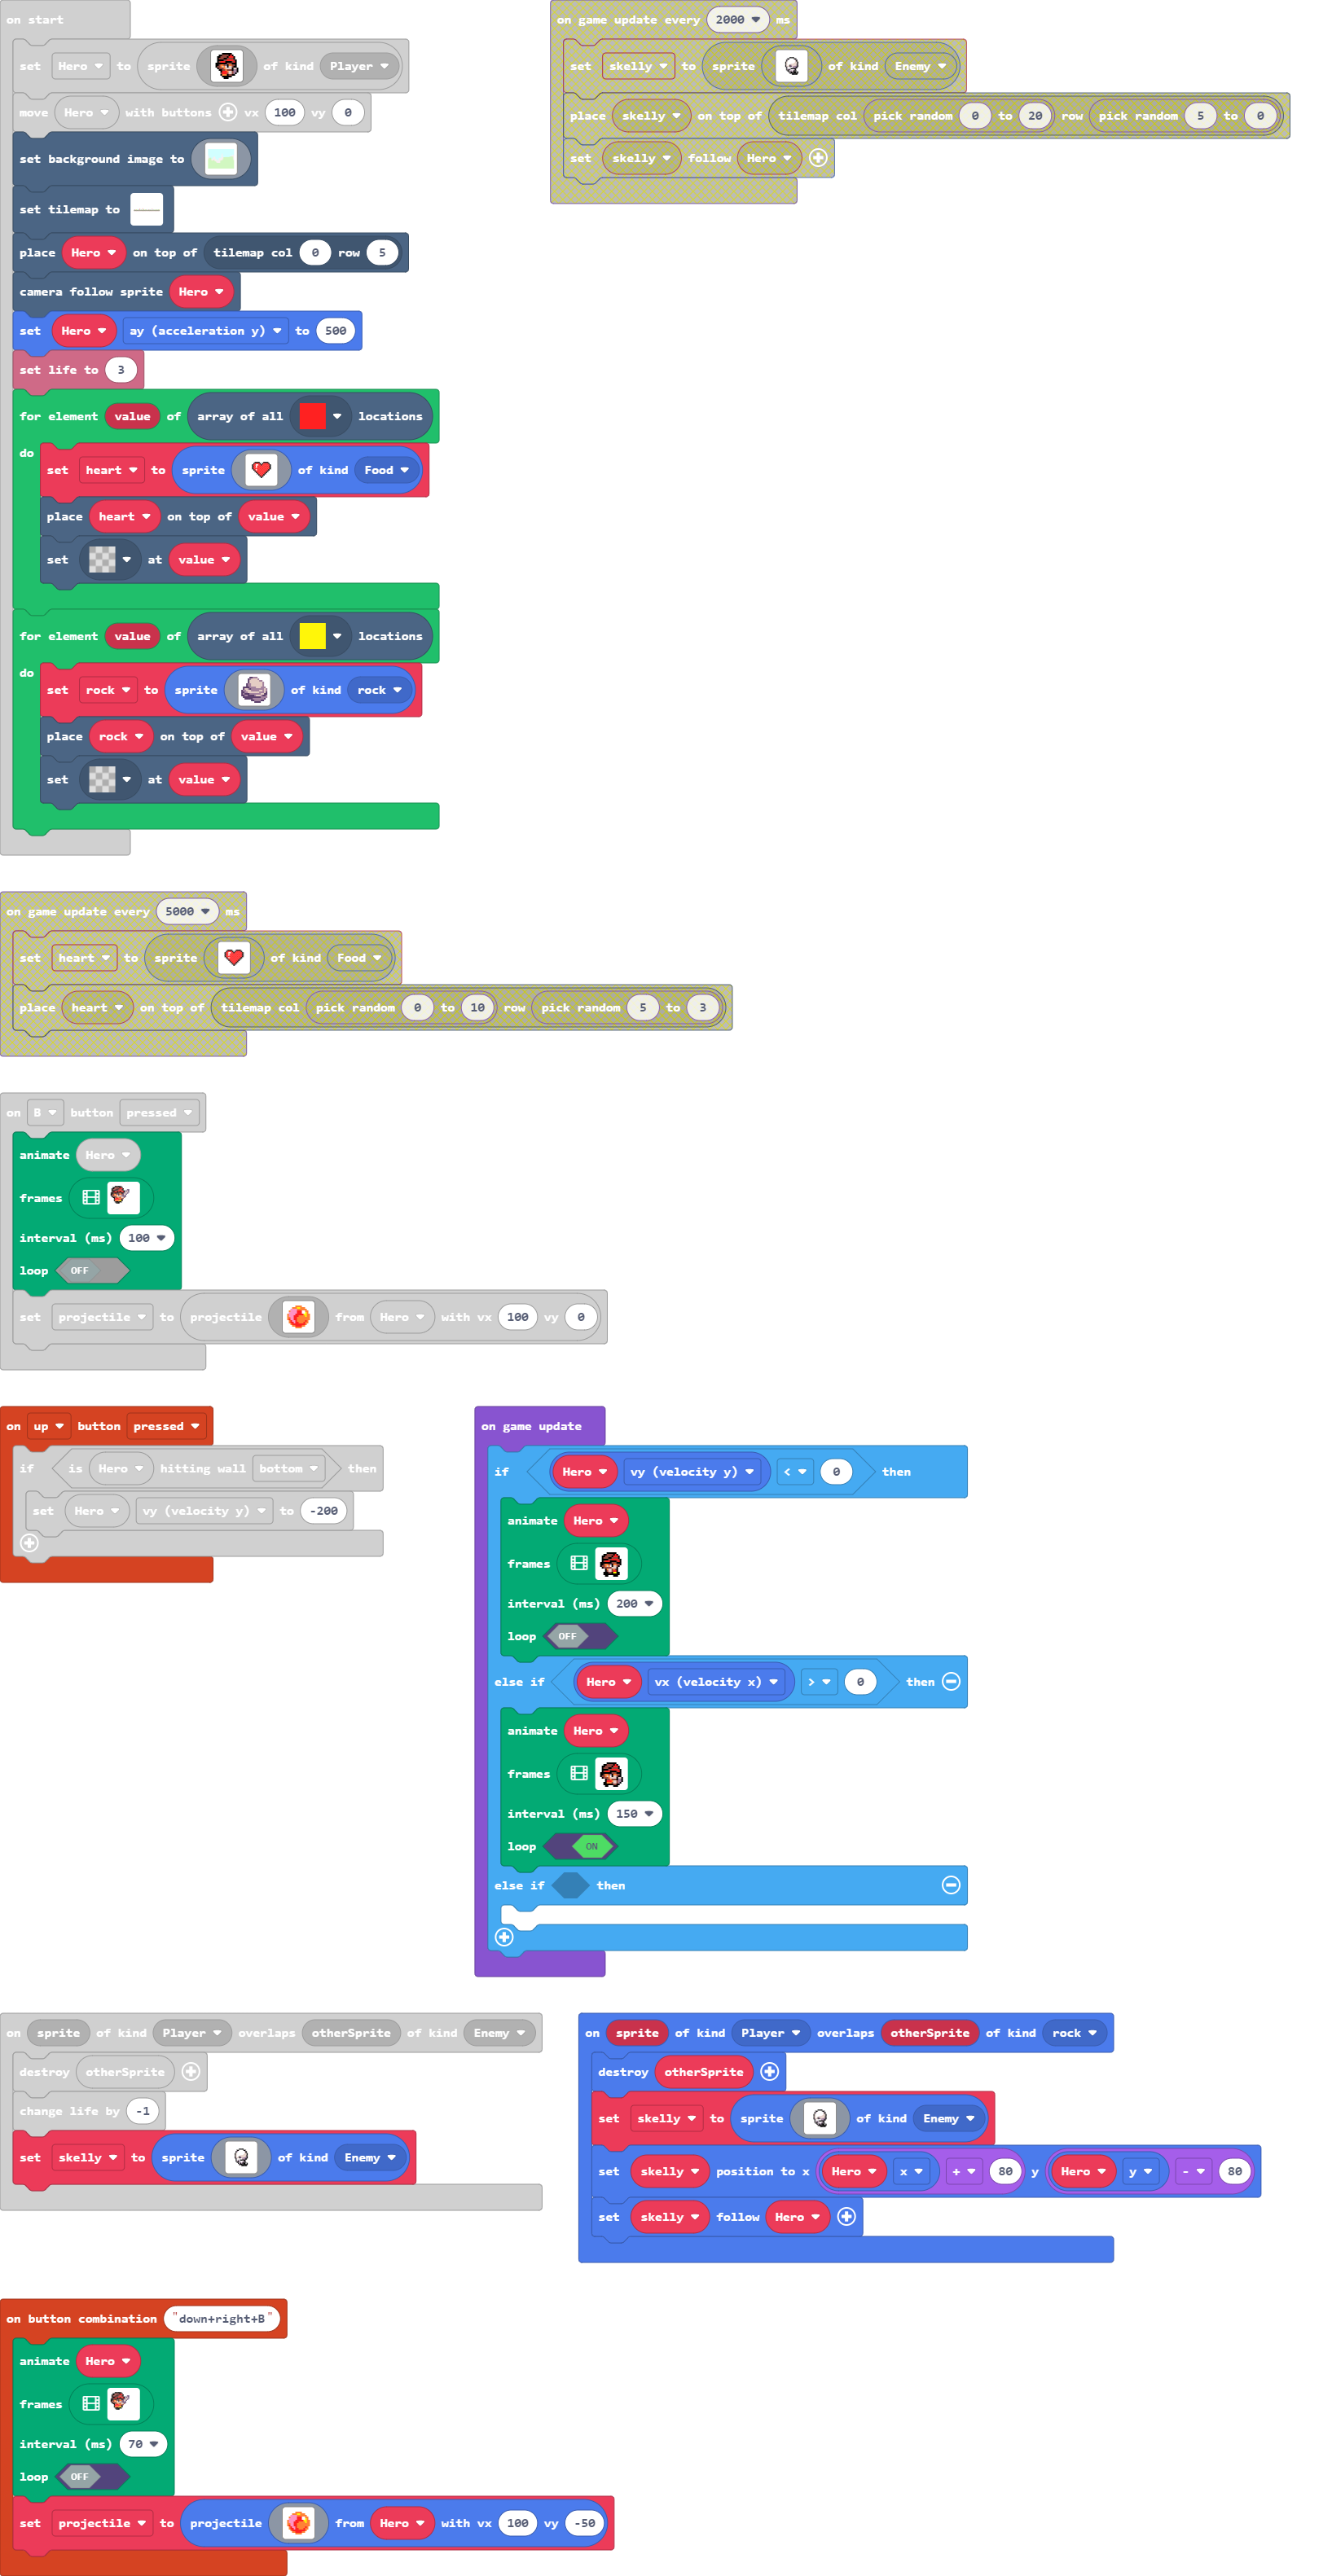 on start
set Hero to sprite of kind Player
move Hero with buttons vx 100 vy 0
set background image to
set tilemap to
place Hero on top of tilemap col 0 row 5
camera follow sprite Hero
set Hero ay (acceleration y) to 500
set life to 3
for element value of array of all locations
do
set heart to sprite of kind Food
place heart on top of value
set at value
for element value of array of all locations
do
set rock to sprite of kind rock
place rock on top of value
set at value
on game update every 2000 ms
set skelly to sprite of kind Enemy
place skelly on top of tilemap col pick random 0 to 20 row pick random 5 to 0
set skelly follow Hero
on game update every 5000 ms
set heart to sprite of kind Food
place heart on top of tilemap col pick random 0 to 10 row pick random 5 to 3
on B button pressed
animate Hero
frames
interval (ms) 100
loop OFF
set projectile to projectile from Hero with vx 100 vy 0
on up button pressed
if is Hero hitting wall bottom then
set Hero vy (velocity y) to -200
on game update
if Hero vy (velocity y) < 0 then
animate Hero
frames
interval (ms) 200
loop OFF
else if Hero vx (velocity x) > 0 then
animate Hero
frames
interval (ms) 150
loop ON
else if then
on sprite of kind Player overlaps otherSprite of kind Enemy
destroy otherSprite
change life by -1
set skelly to sprite of kind Enemy
on sprite of kind Player overlaps otherSprite of kind rock
destroy otherSprite
set skelly to sprite of kind Enemy
set skelly position to x Hero x + 80 y Hero y - 80
set skelly follow Hero
on button combination "down+right+B"
animate Hero
frames
interval (ms) 70
loop OFF
set projectile to projectile from Hero with vx 100 vy -50